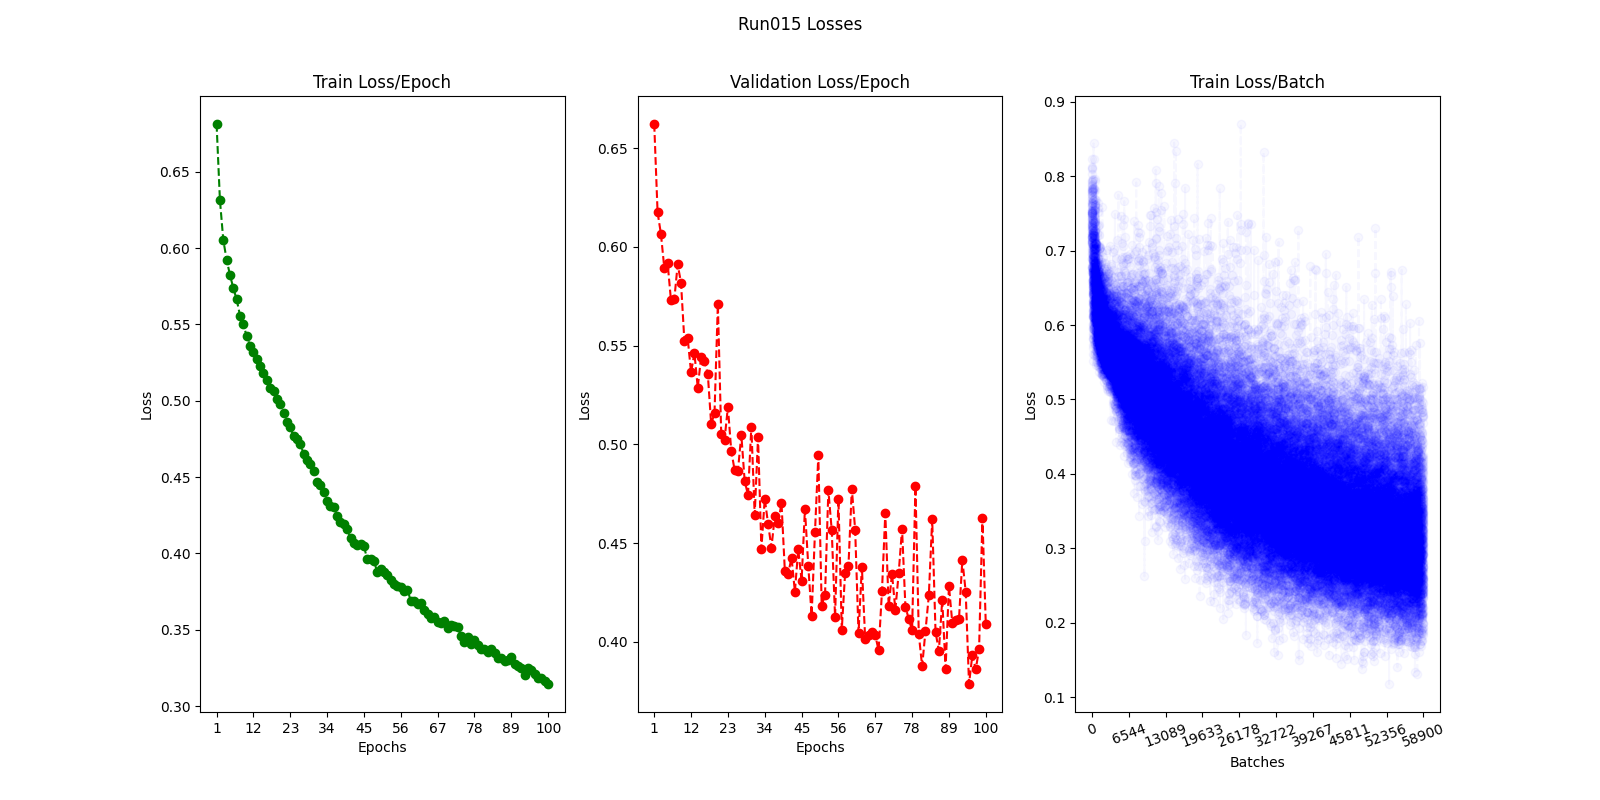 Run015 Losses
Train Loss/Epoch
Validation Loss/Epoch
Train Loss/Batch
Loss
0.65
0.60
0.55
0.50
0.45
0.40
0.35
0.30
1 12 23 34 45 56 67 78 89 100
Epochs
Loss
0.65
0.60
0.55
0.50
0.45
0.40
1 12 23 34 45 56 67 78 89 100
Epochs
Loss
0.9
0.8
0.7
0.6
0.5
0.4
0.3
0.2
0.1
0 6544 13089 19633 26178 32722 39267 45811 52356 58900
Batches